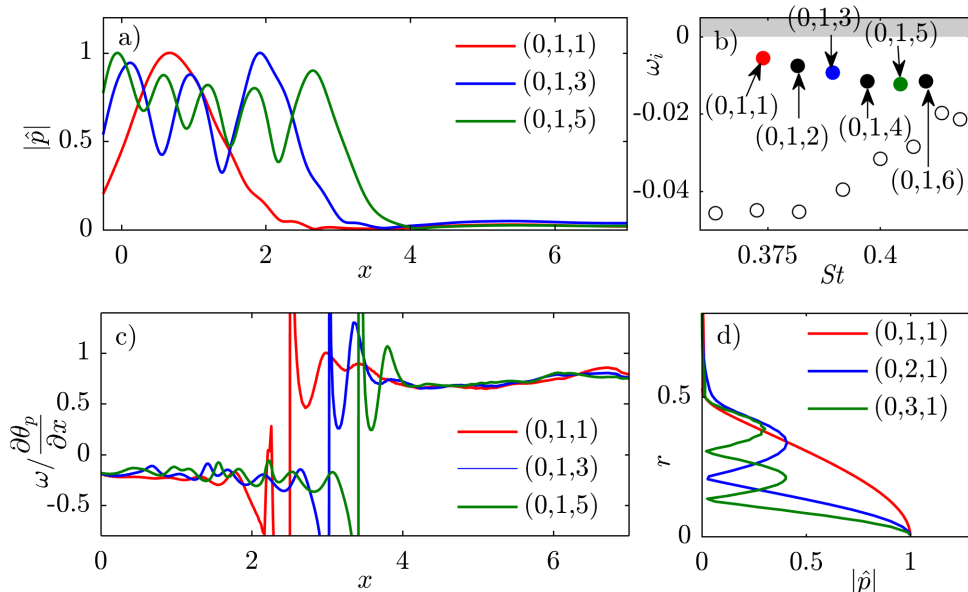 a)
(0,1,1)
(0,1,3)
(0,1,5)
1
0.5
0
|p̂|
0 2 4 6
x
b)
(0,1,3)
(0,1,5)
(0,1,1)
(0,1,2)
(0,1,4)
(0,1,6)
0
-0.02
-0.04
ω_i
0.375 0.4
St
c)
1
0.5
0
-0.5
ω/∂θ_p/∂x
(0,1,1)
(0,1,3)
(0,1,5)
0 2 4 6
x
d)
(0,1,1)
(0,2,1)
(0,3,1)
0.5
0
r
0 0.5 1
|p̂|